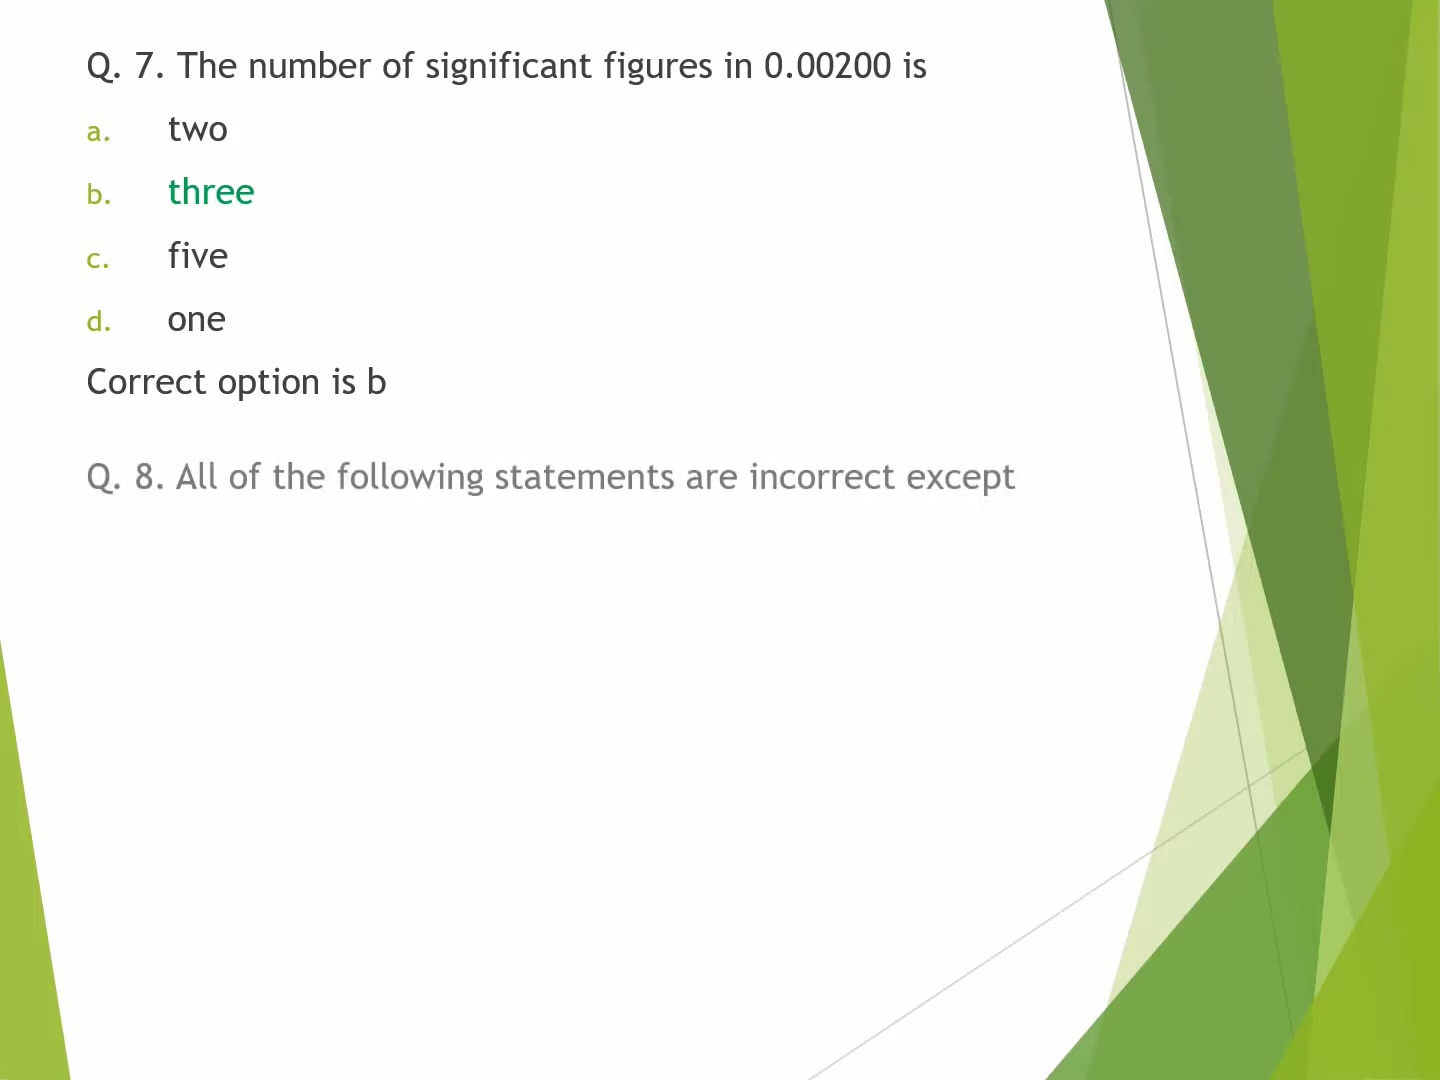 Q. 7. The number of significant figures in 0.00200 is
a. two
b. three
c. five
d. one
Correct option is b
Q. 8. All of the following statements are incorrect except